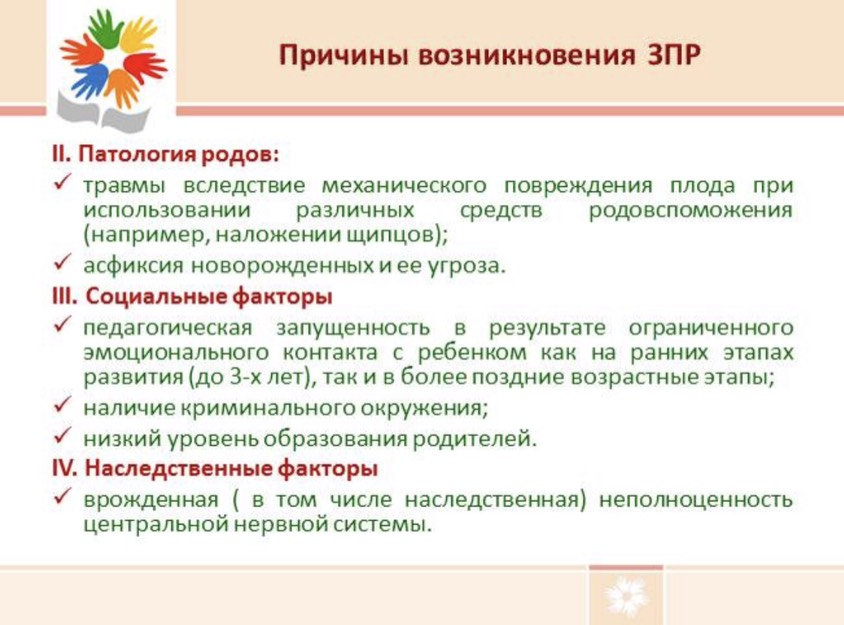 Причины возникновения ЗПР
II. Патология родов:
травмы вследствие механического повреждения плода при
использовании различных средств родовспоможения
(например, наложении щипцов);
асфиксия новорожденных и ее угроза.
III. Социальные факторы
педагогическая запущенность в результате ограниченного
эмоционального контакта с ребенком как на ранних этапах
развития (до 3-х лет), так и в более поздние возрастные этапы;
наличие криминального окружения;
низкий уровень образования родителей.
IV. Наследственные факторы
врожденная ( в том числе наследственная) неполноценность
центральной нервной системы.